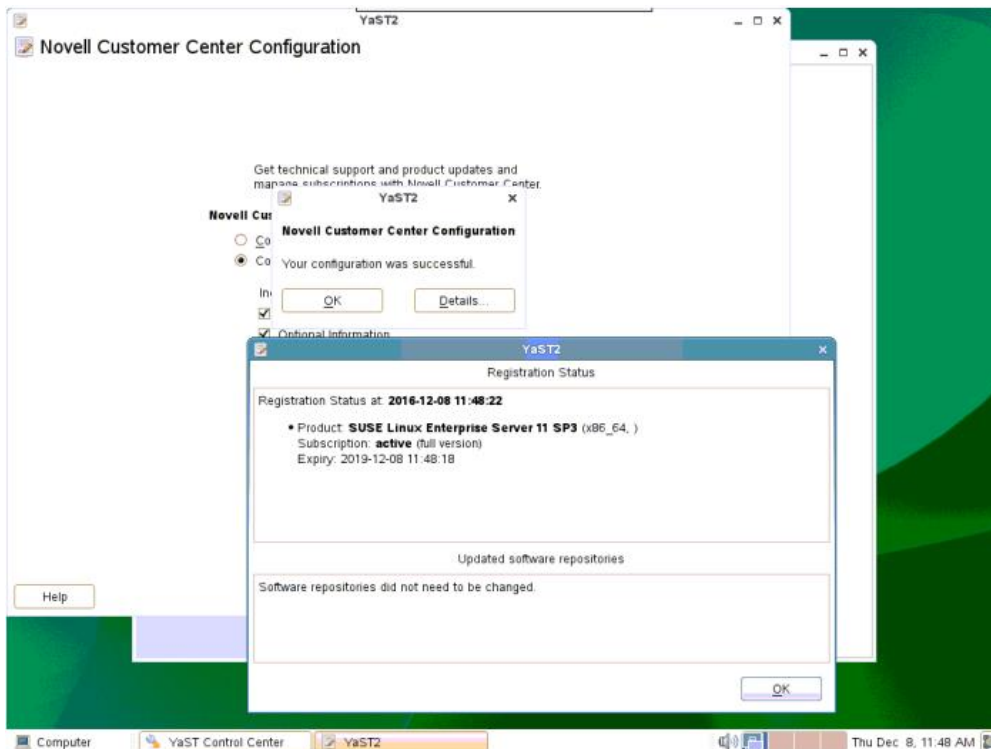 YaST2
Novell Customer Center Configuration
Get technical support and product updates and
manage subscriptions with Novell Customer Center.
YaST2
Novell Cus
Novell Customer Center Configuration
Co
Co
Your configuration was successful.
In
OK
Details...
Optional Information
YaST2
Registration Status
Registration Status at: 2016-12-08 11:48:22
• Product: SUSE Linux Enterprise Server 11 SP3 (x86_64, )
Subscription: active (full version)
Expiry: 2019-12-08 11:48:18
Updated software repositories
Software repositories did not need to be changed.
Help
OK
Computer
YaST Control Center
YaST2
Thu Dec 8, 11:48 AM